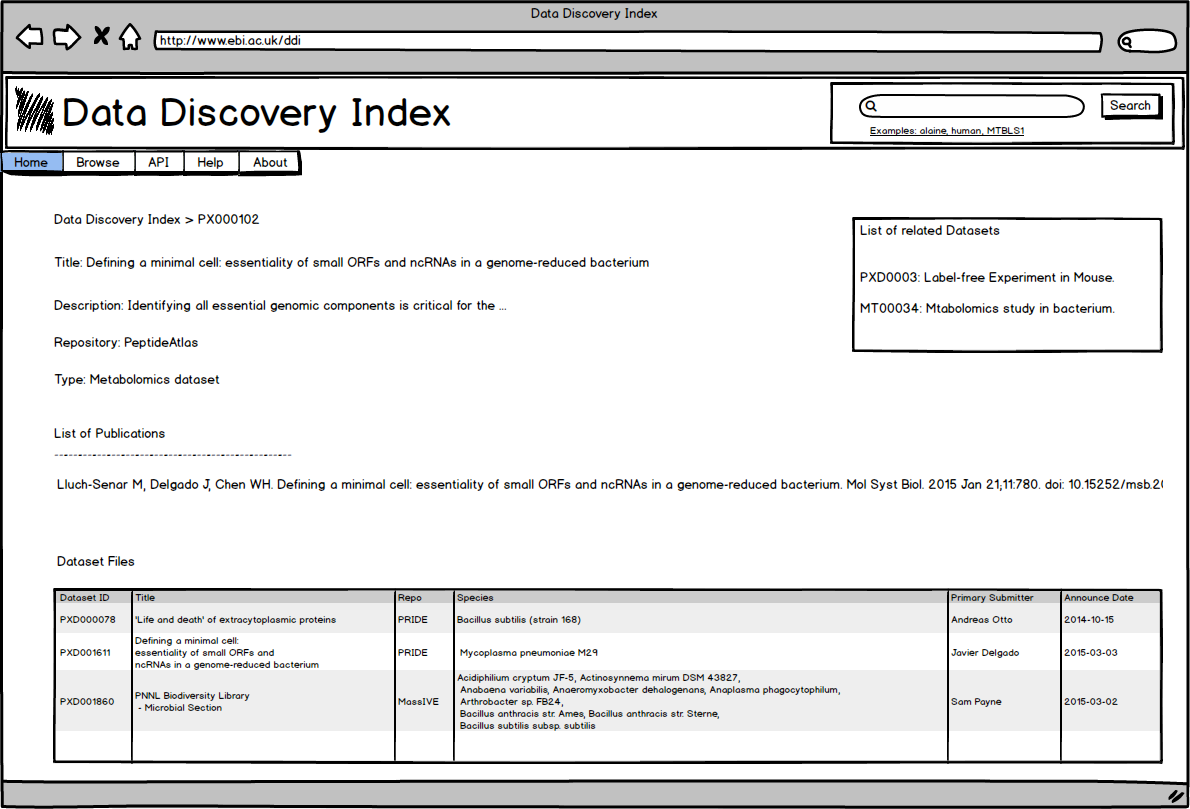 Data Discovery Index
http://www.ebi.ac.uk/ddi
Data Discovery Index
Search
Examples: alaine, human, MTBLS1
Home Browse API Help About
Data Discovery Index > PX000102
Title: Defining a minimal cell: essentiality of small ORFs and ncRNAs in a genome-reduced bacterium
Description: Identifying all essential genomic components is critical for the ...
Repository: PeptideAtlas
Type: Metabolomics dataset
List of related Datasets
PXD0003: Label-free Experiment in Mouse.
MT00034: Mtabolomics study in bacterium.
List of Publications
--------------------------------------------------
Lluch-Senar M, Delgado J, Chen WH. Defining a minimal cell: essentiality of small ORFs and ncRNAs in a genome-reduced bacterium. Mol Syst Biol. 2015 Jan 21;11:780. doi: 10.15252/msb.20
Dataset Files
Dataset ID Title Repo Species Primary Submitter Announce Date
PXD000078 'Life and death' of extracytoplasmic proteins PRIDE Bacillus subtilis (strain 168) Andreas Otto 2014-10-15
Defining a minimal cell:
PXD001611 essentiality of small ORFs and PRIDE Mycoplasma pneumoniae M29 Javier Delgado 2015-03-03
ncRNAs in a genome-reduced bacterium
Acidiphilium cryptum JF-5, Actinosynnema mirum DSM 43827,
Anabaena variabilis, Anaeromyxobacter dehalogenans, Anaplasma phagocytophilum,
PXD001860 PNNL Biodiversity Library MassIVE Arthrobacter sp. FB24, Sam Payne 2015-03-02
- Microbial Section Bacillus anthracis str. Ames, Bacillus anthracis str. Sterne,
Bacillus subtilis subsp. subtilis